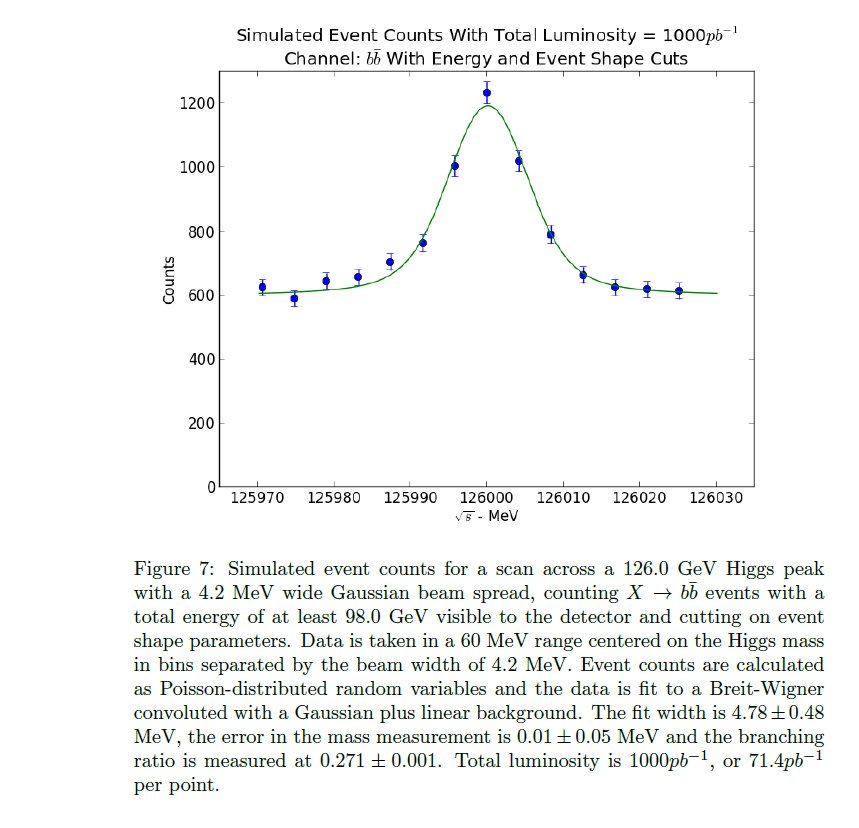 Simulated Event Counts With Total Luminosity = 1000pb⁻¹
Channel: bb̄ With Energy and Event Shape Cuts
1200
1000
800
600
400
200
0
Counts
125970 125980 125990 126000 126010 126020 126030
√s - MeV
Figure 7: Simulated event counts for a scan across a 126.0 GeV Higgs peak
with a 4.2 MeV wide Gaussian beam spread, counting X → bb̄ events with a
total energy of at least 98.0 GeV visible to the detector and cutting on event
shape parameters. Data is taken in a 60 MeV range centered on the Higgs mass
in bins separated by the beam width of 4.2 MeV. Event counts are calculated
as Poisson-distributed random variables and the data is fit to a Breit-Wigner
convoluted with a Gaussian plus linear background. The fit width is 4.78 ± 0.48
MeV, the error in the mass measurement is 0.01 ± 0.05 MeV and the branching
ratio is measured at 0.271 ± 0.001. Total luminosity is 1000pb⁻¹, or 71.4pb⁻¹
per point.